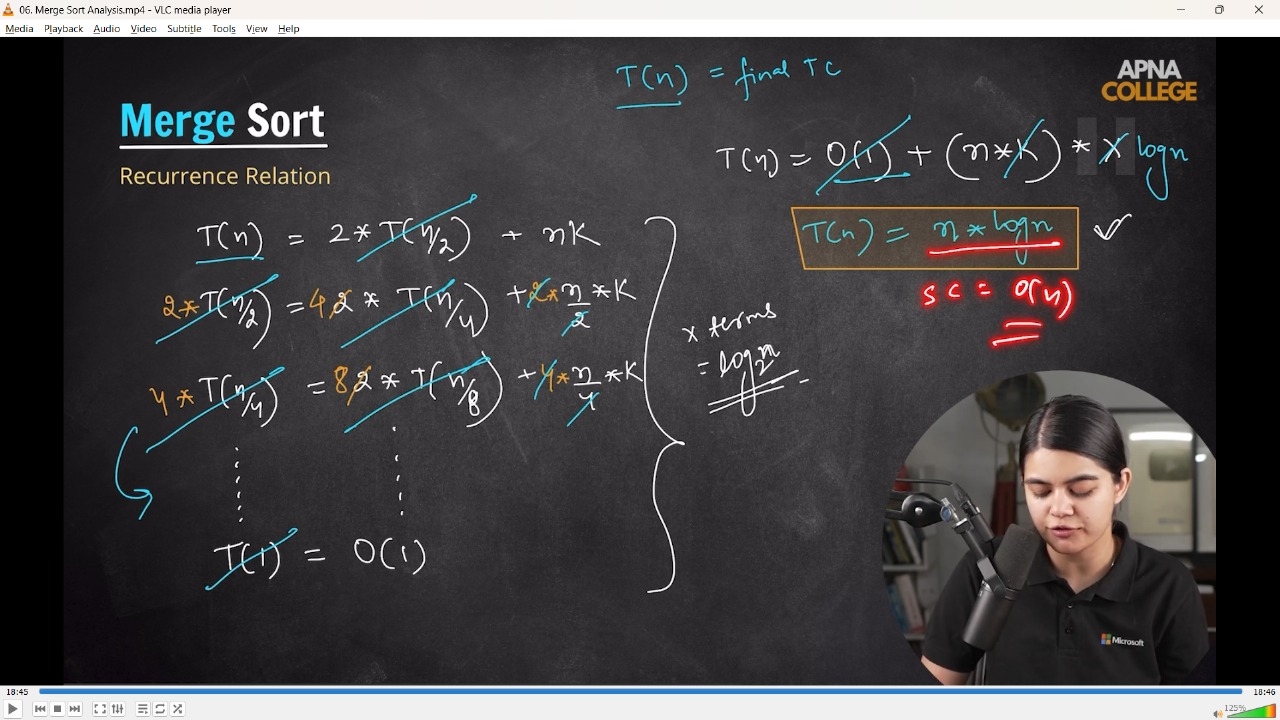 06. Merge Sort Analysis.mp4 - VLC media player
Media Playback Audio Video Subtitle Tools View Help
T(n) = final TC
APNA
COLLEGE
Merge Sort
Recurrence Relation
T(n) = O(1) + (n*K) * x logn
T(n) = n*logn
SC = O(n)
T(n) = 2*T(n/2) + nK
2*T(n/2) = 4 2 * T(n/4) + 2*n/2*K
4*T(n/4) = 8 2 * T(n/8) + 4*n/4*K
T(1) = O(1)
x terms
= log₂n
Microsoft
18:45
18:46
125%